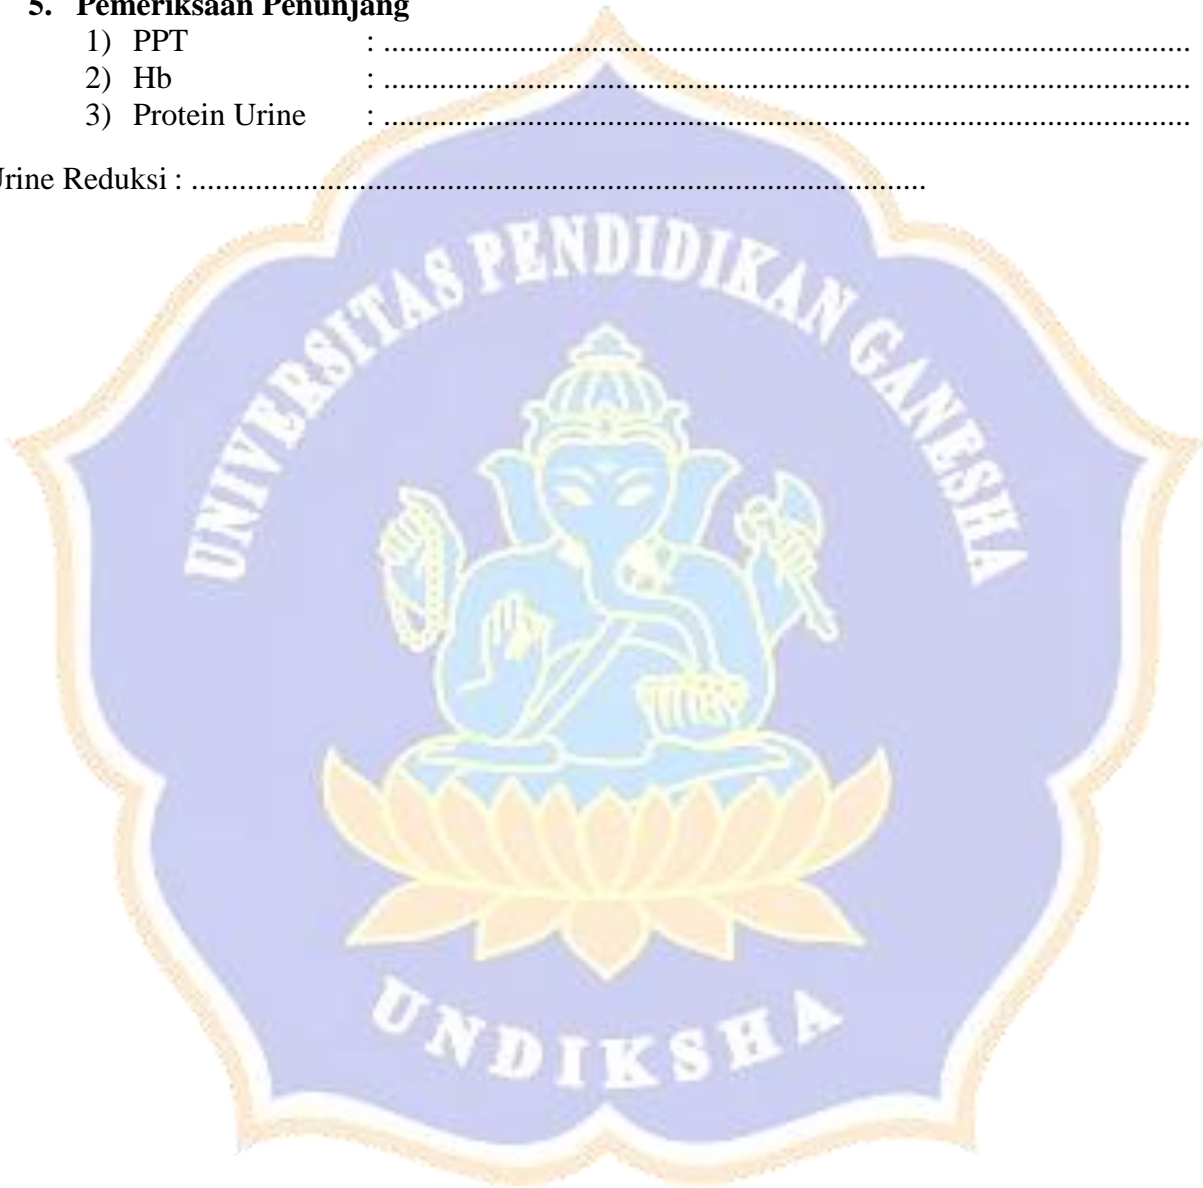 5. Pemeriksaan Penunjang
1) PPT : .....................................................................................................
2) Hb : .....................................................................................................
3) Protein Urine : .....................................................................................................
Urine Reduksi : ............................................................................................
UNIVERSITAS PENDIDIKAN GANESHA
UNDIKSHA